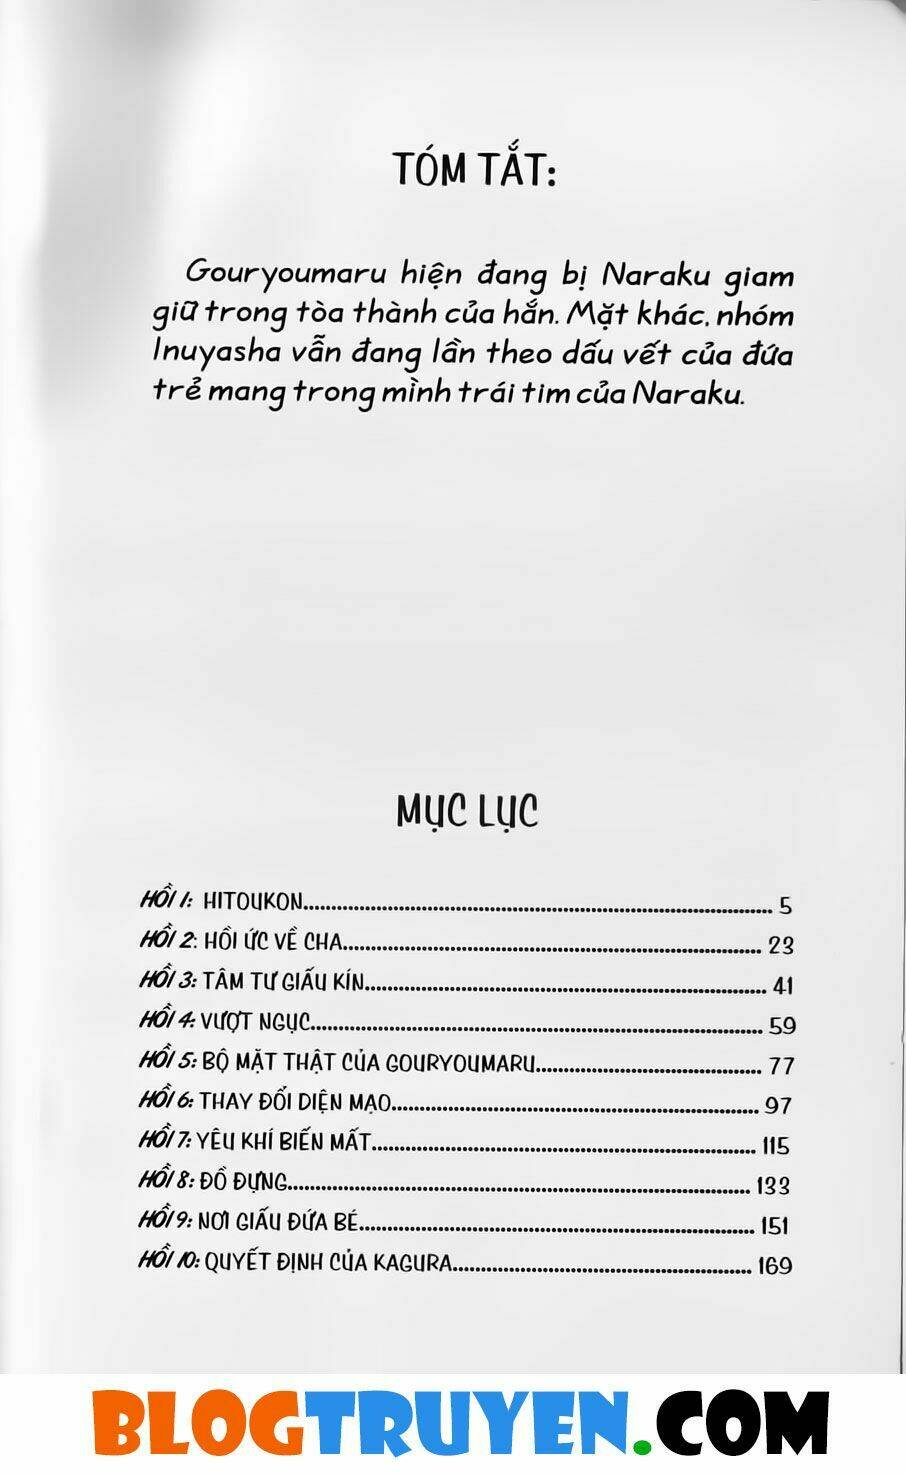 TÓM TẮT:
Gouryoumaru hiện đang bị Naraku giam
giữ trong tòa thành của hắn. Mặt khác, nhóm
Inuyasha vẫn đang lần theo dấu vết của đứa
trẻ mang trong mình trái tim của Naraku.
MỤC LỤC
HỒI 1: HITOUKON.......................................................................... 5
HỒI 2: HỒI ỨC VỀ CHA.................................................................. 23
HỒI 3: TÂM TƯ GIẤU KÍN................................................................ 41
HỒI 4: VƯỢT NGỤC........................................................................ 59
HỒI 5: BỘ MẶT THẬT CỦA GOURYOUMARU.................................... 77
HỒI 6: THAY ĐỔI DIỆN MẠO........................................................... 97
HỒI 7: YÊU KHÍ BIẾN MẤT.............................................................. 115
HỒI 8: ĐỒ ĐỰNG........................................................................... 133
HỒI 9: NƠI GIẤU ĐỨA BÉ................................................................ 151
HỒI 10: QUYẾT ĐỊNH CỦA KAGURA................................................ 169
BLOGTRUYEN.COM